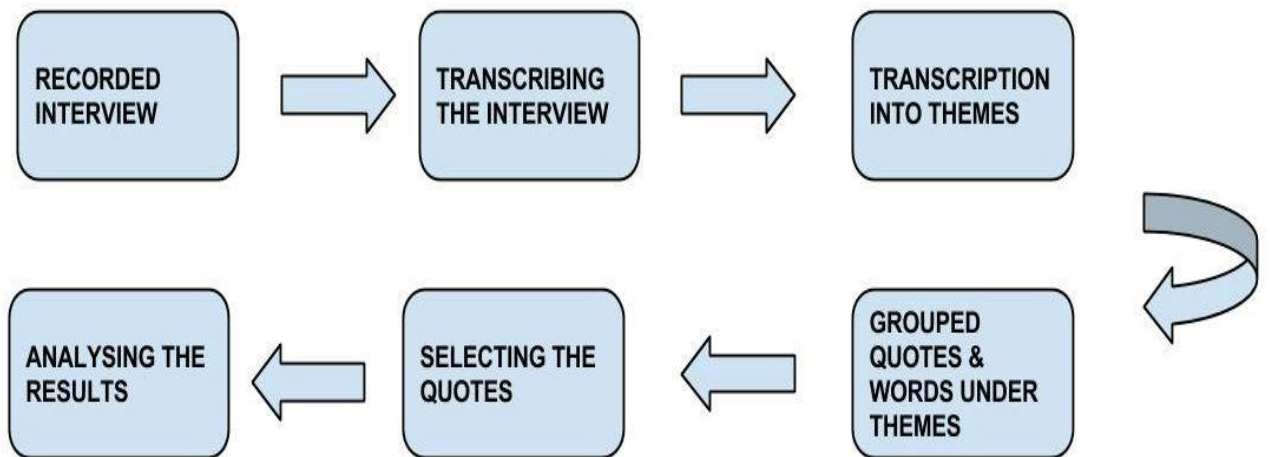 RECORDED
INTERVIEW
TRANSCRIBING
THE INTERVIEW
TRANSCRIPTION
INTO THEMES
GROUPED
QUOTES &
WORDS UNDER
THEMES
SELECTING THE
QUOTES
ANALYSING THE
RESULTS